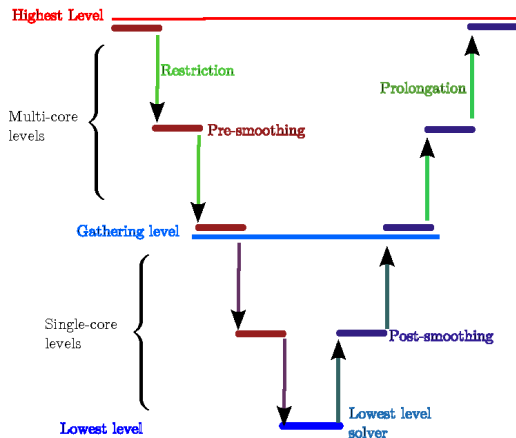 Highest Level
Restriction
Prolongation
Multi-core
levels
Pre-smoothing
Gathering level
Single-core
levels
Post-smoothing
Lowest level
Lowest level
solver